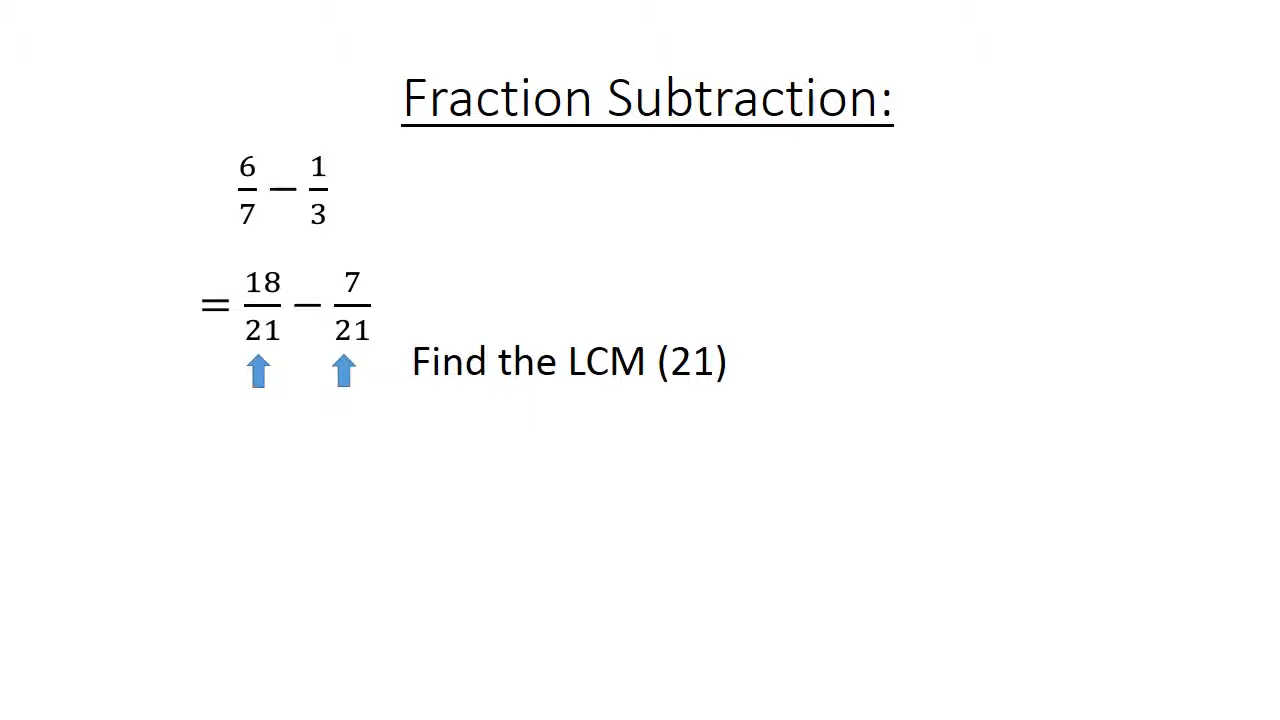 Fraction Subtraction:
6/7 − 1/3
= 18/21 − 7/21
Find the LCM (21)